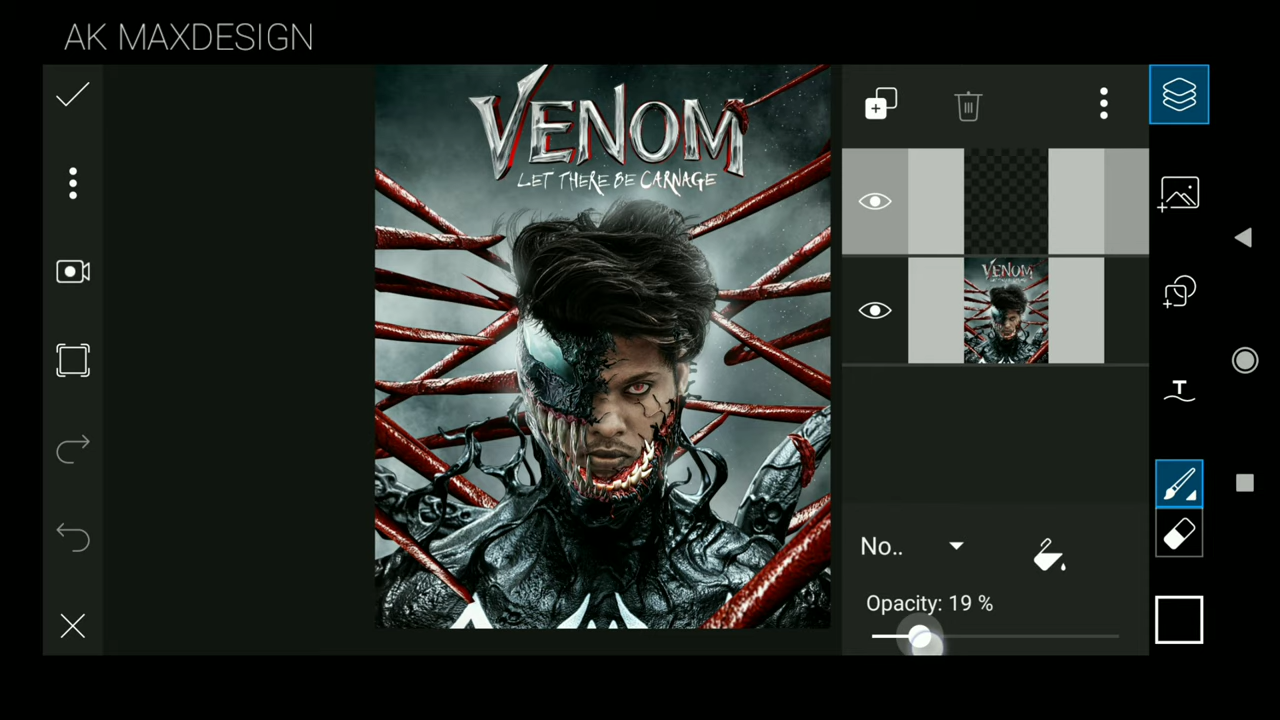 AK MAXDESIGN
VENOM
LET THERE BE CARNAGE
VENOM
T
No..
Opacity: 19 %